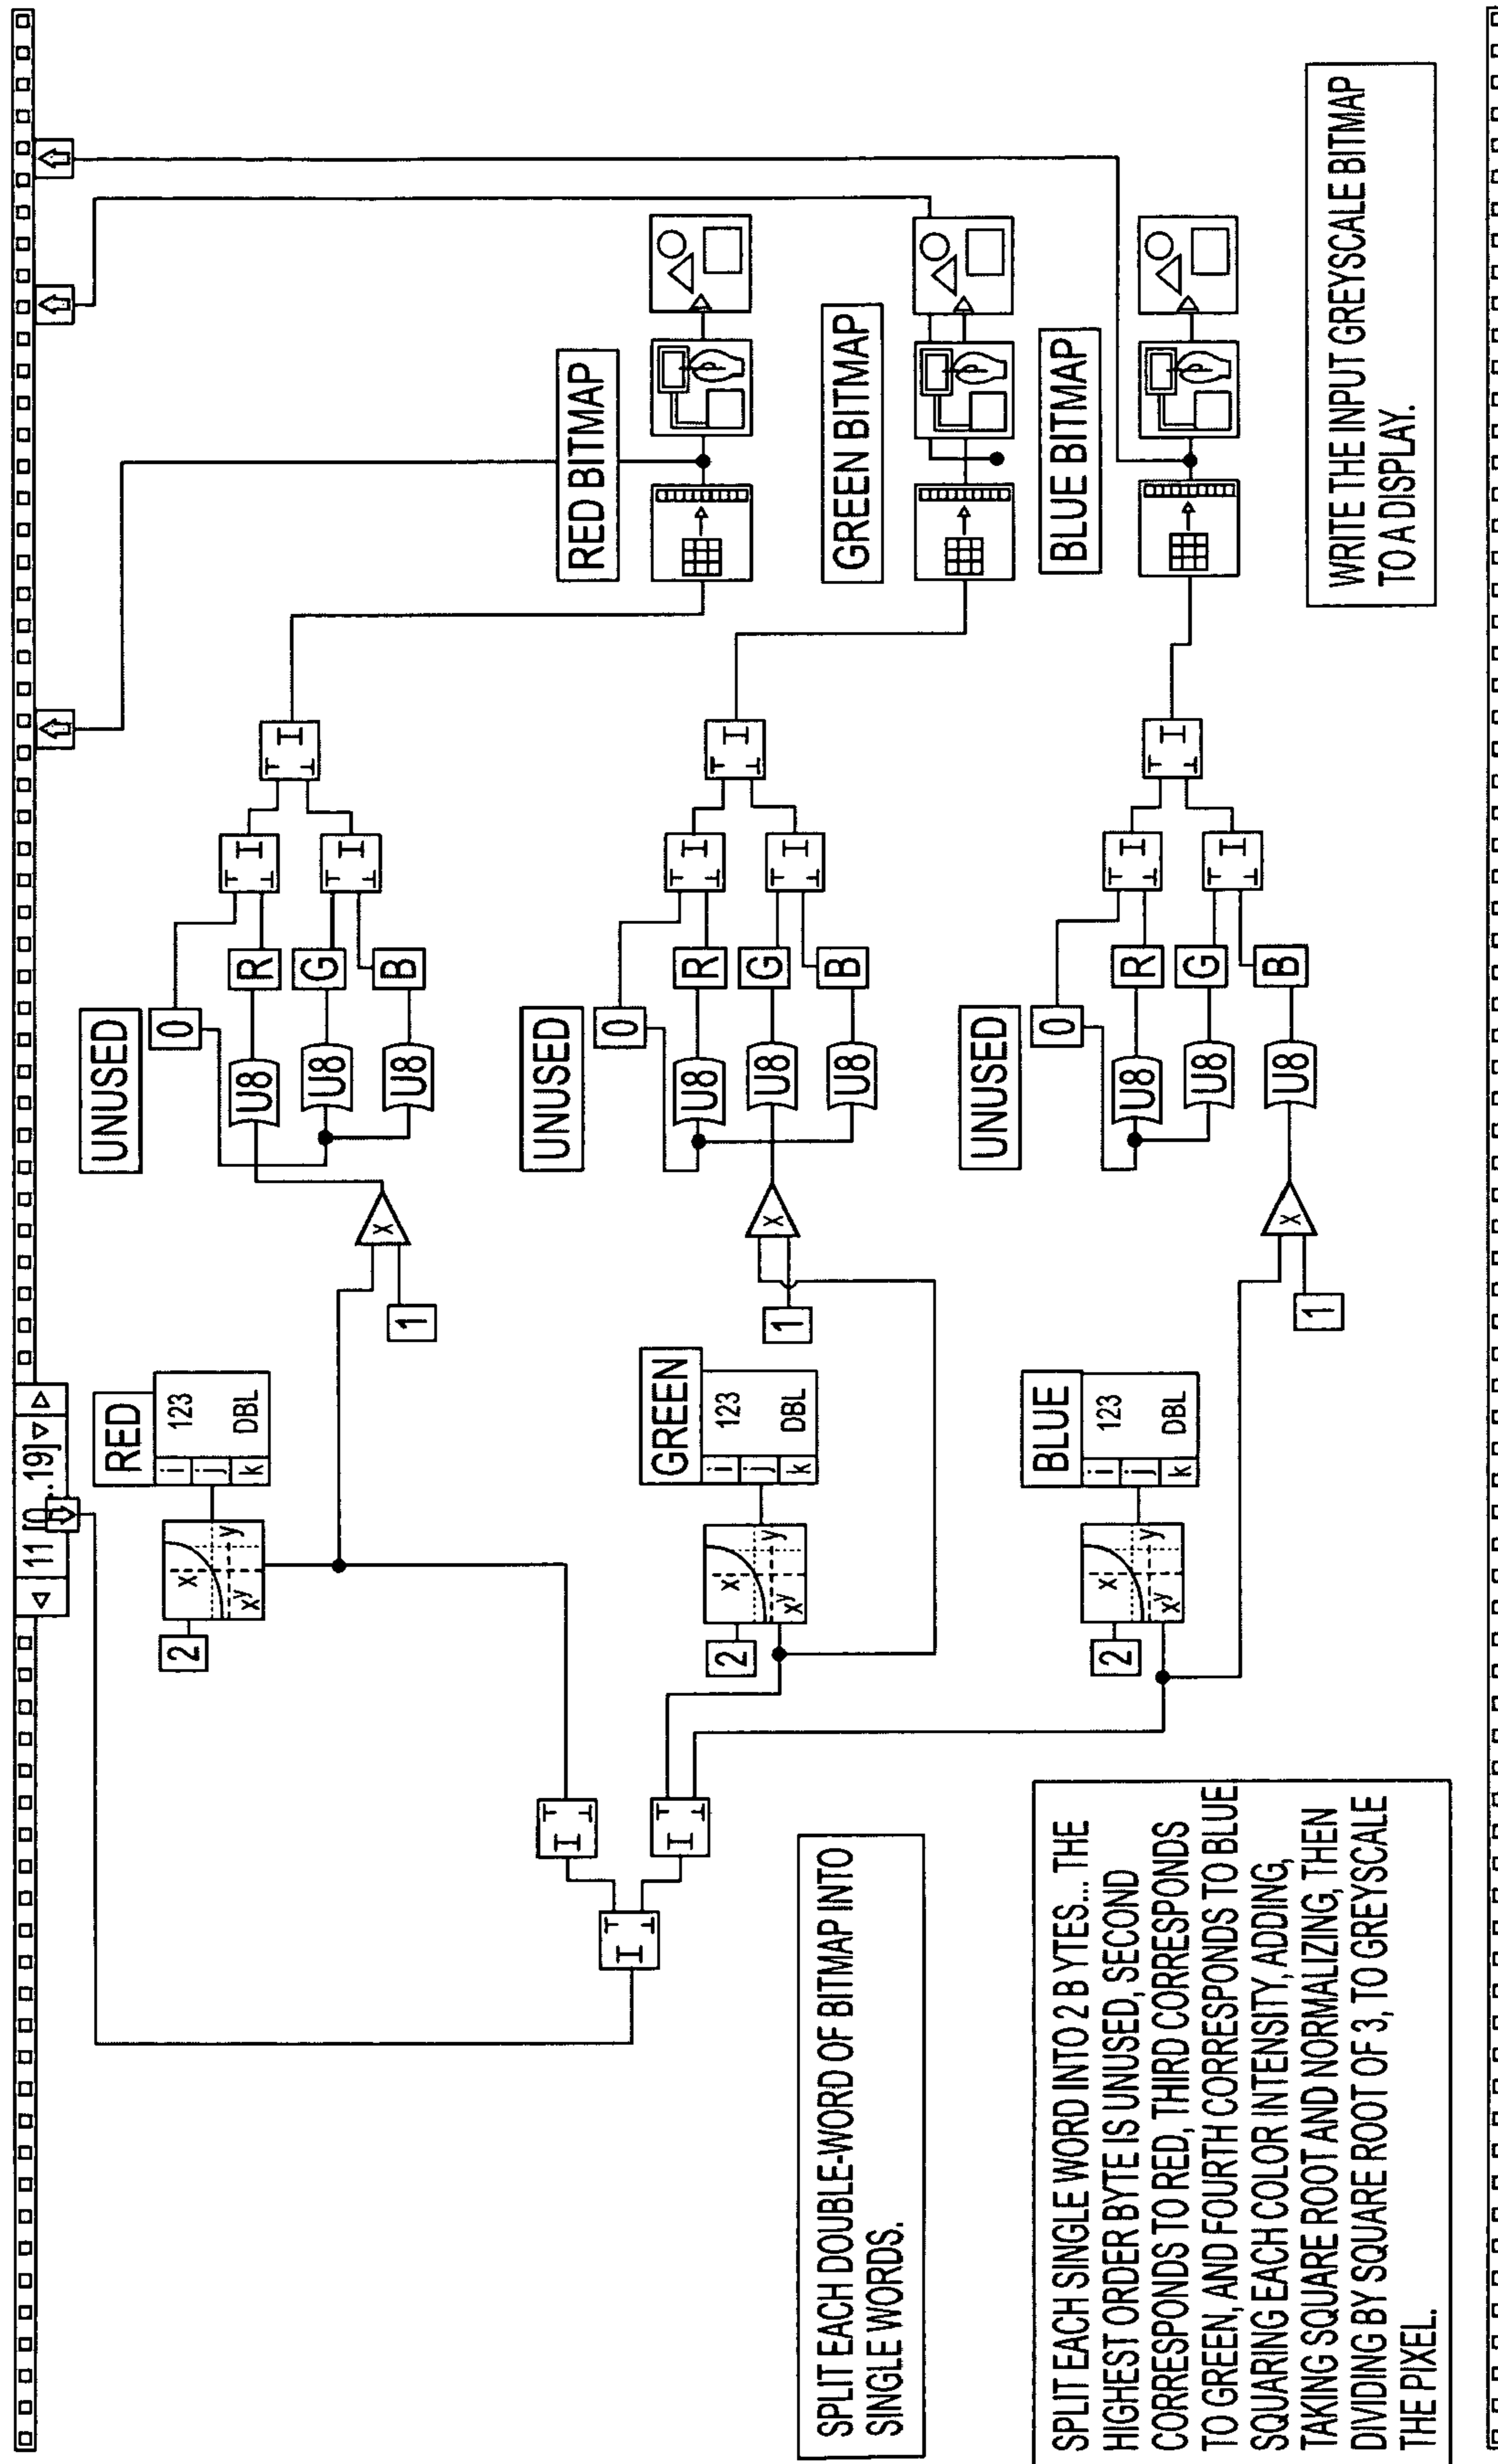 11 [0...19]
RED
123
DBL
i
j
k
x
y
xy
2
1
UNUSED
0
U8
U8
U8
R
G
B
RED BITMAP
GREEN
123
DBL
i
j
k
x
y
xy
2
1
x
UNUSED
0
U8
U8
U8
R
G
B
GREEN BITMAP
BLUE
123
DBL
i
j
k
x
y
xy
2
1
x
UNUSED
0
U8
U8
U8
R
G
B
BLUE BITMAP
x
SPLIT EACH DOUBLE-WORD OF BITMAP INTO
SINGLE WORDS.
SPLIT EACH SINGLE WORD INTO 2 BYTES... THE
HIGHEST ORDER BYTE IS UNUSED, SECOND
CORRESPONDS TO RED, THIRD CORRESPONDS
TO GREEN, AND FOURTH CORRESPONDS TO BLUE
SQUARING EACH COLOR INTENSITY, ADDING,
TAKING SQUARE ROOT AND NORMALIZING, THEN
DIVIDING BY SQUARE ROOT OF 3, TO GREYSCALE
THE PIXEL.
WRITE THE INPUT GREYSCALE BITMAP
TO A DISPLAY.